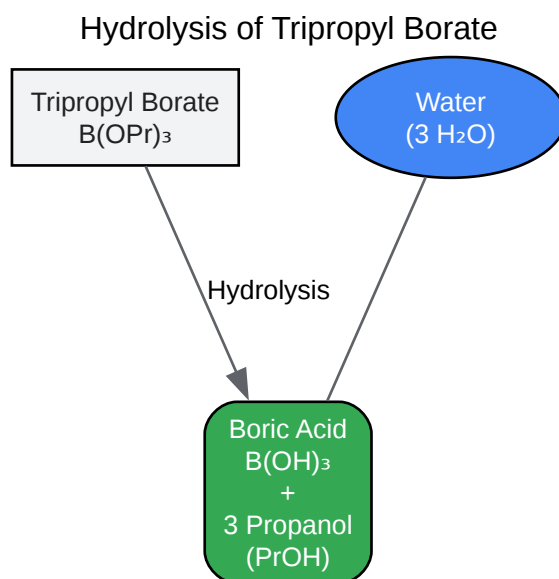 Hydrolysis of Tripropyl Borate
Tripropyl Borate
B(OPr)₃
Water
(3 H₂O)
Hydrolysis
Boric Acid
B(OH)₃
+
3 Propanol
(PrOH)